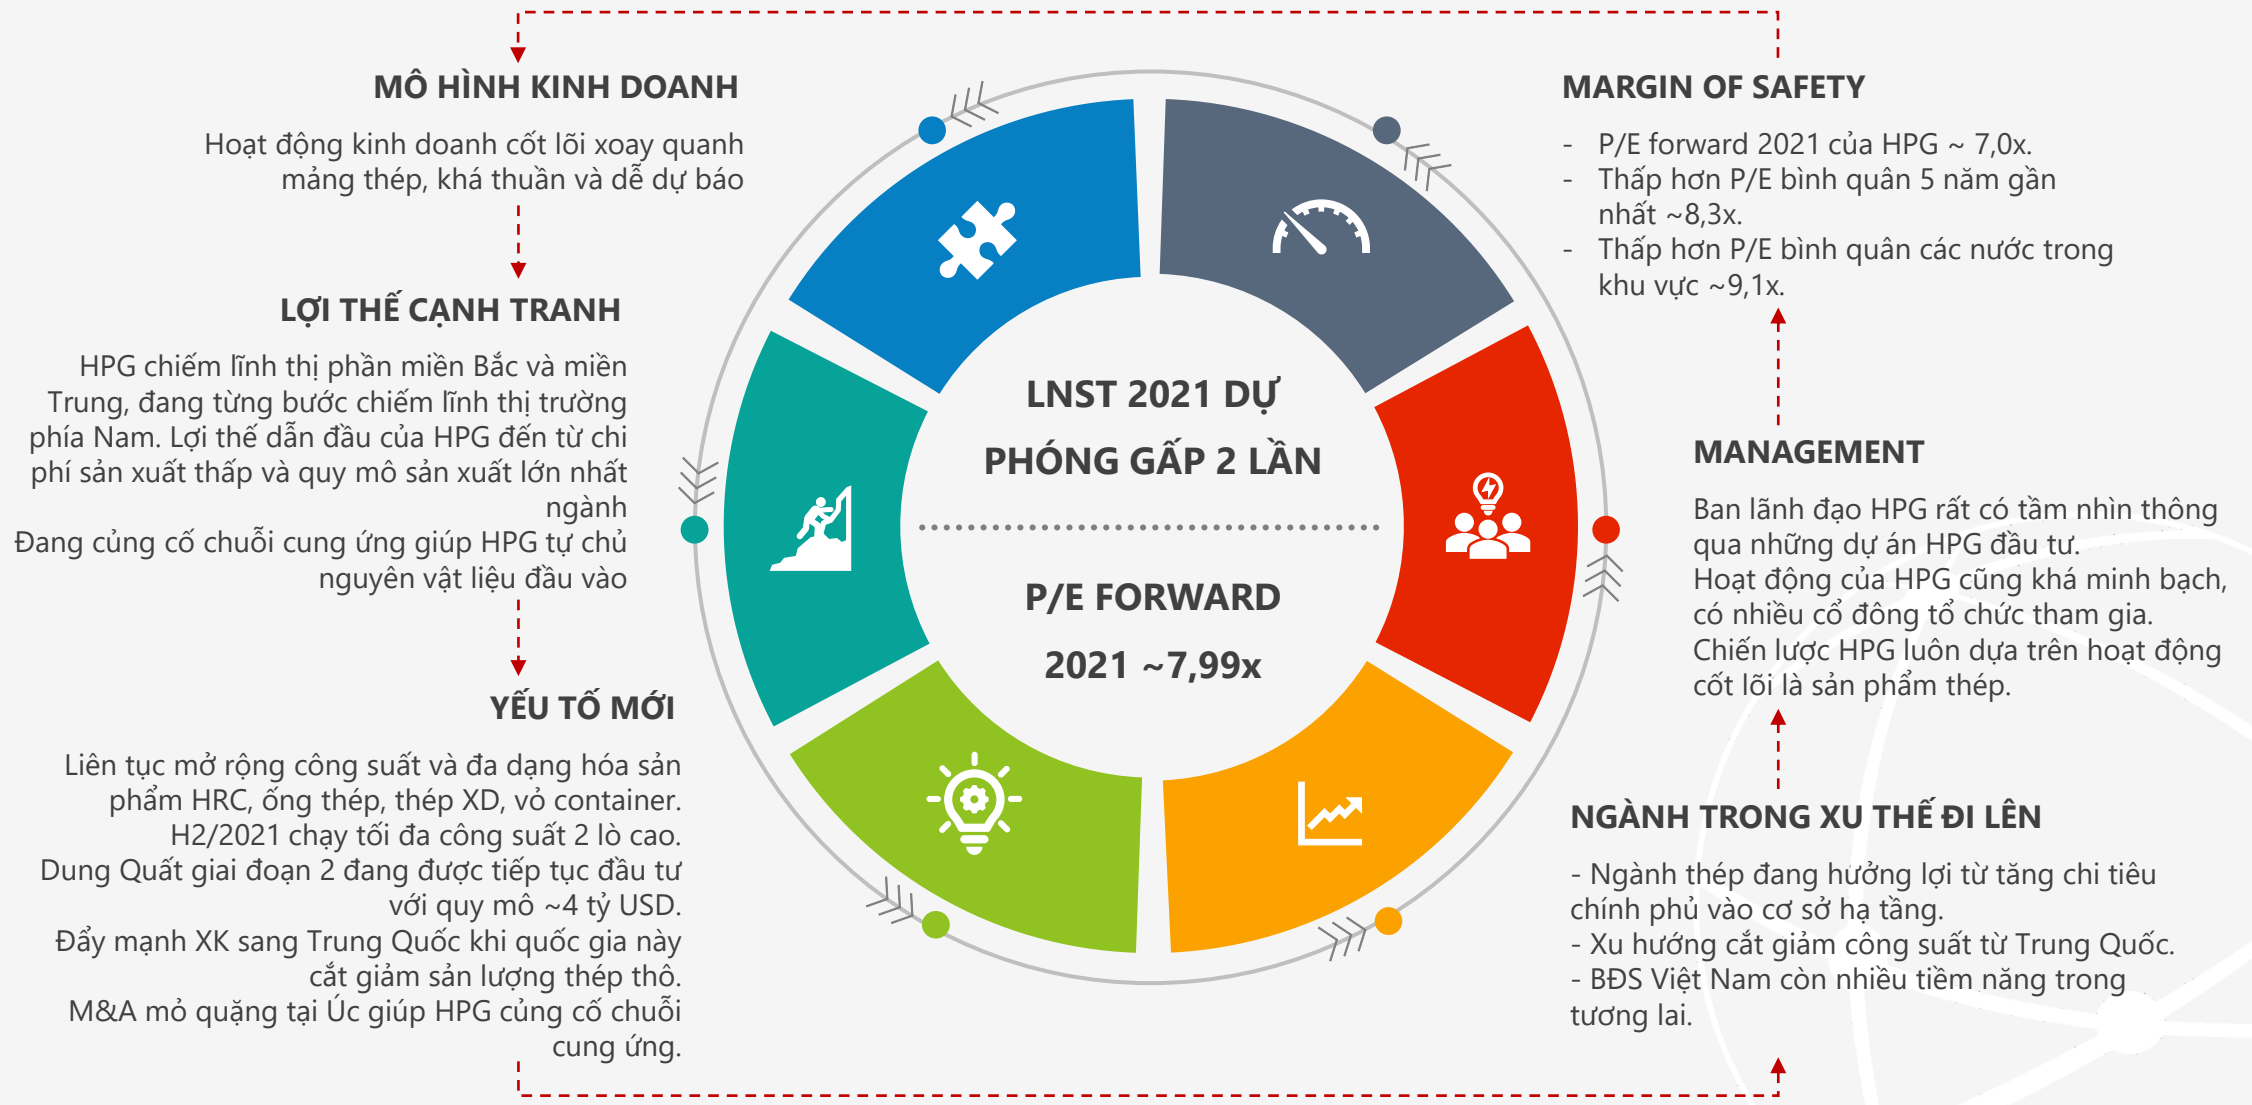 MÔ HÌNH KINH DOANH
Hoạt động kinh doanh cốt lõi xoay quanh
mảng thép, khá thuần và dễ dự báo
LỢI THẾ CẠNH TRANH
HPG chiếm lĩnh thị phần miền Bắc và miền
Trung, đang từng bước chiếm lĩnh thị trường
phía Nam. Lợi thế dẫn đầu của HPG đến từ chi
phí sản xuất thấp và quy mô sản xuất lớn nhất
ngành
Đang củng cố chuỗi cung ứng giúp HPG tự chủ
nguyên vật liệu đầu vào
YẾU TỐ MỚI
Liên tục mở rộng công suất và đa dạng hóa sản
phẩm HRC, ống thép, thép XD, vỏ container.
H2/2021 chạy tối đa công suất 2 lò cao.
Dung Quất giai đoạn 2 đang được tiếp tục đầu tư
với quy mô ~4 tỷ USD.
Đẩy mạnh XK sang Trung Quốc khi quốc gia này
cắt giảm sản lượng thép thô.
M&A mỏ quặng tại Úc giúp HPG củng cố chuỗi
cung ứng.
LNST 2021 DỰ
PHÓNG GẤP 2 LẦN
P/E FORWARD
2021 ~7,99x
MARGIN OF SAFETY
- P/E forward 2021 của HPG ~ 7,0x.
- Thấp hơn P/E bình quân 5 năm gần
nhất ~8,3x.
- Thấp hơn P/E bình quân các nước trong
khu vực ~9,1x.
MANAGEMENT
Ban lãnh đạo HPG rất có tầm nhìn thông
qua những dự án HPG đầu tư.
Hoạt động của HPG cũng khá minh bạch,
có nhiều cổ đông tổ chức tham gia.
Chiến lược HPG luôn dựa trên hoạt động
cốt lõi là sản phẩm thép.
NGÀNH TRONG XU THẾ ĐI LÊN
- Ngành thép đang hưởng lợi từ tăng chi tiêu
chính phủ vào cơ sở hạ tầng.
- Xu hướng cắt giảm công suất từ Trung Quốc.
- BĐS Việt Nam còn nhiều tiềm năng trong
tương lai.